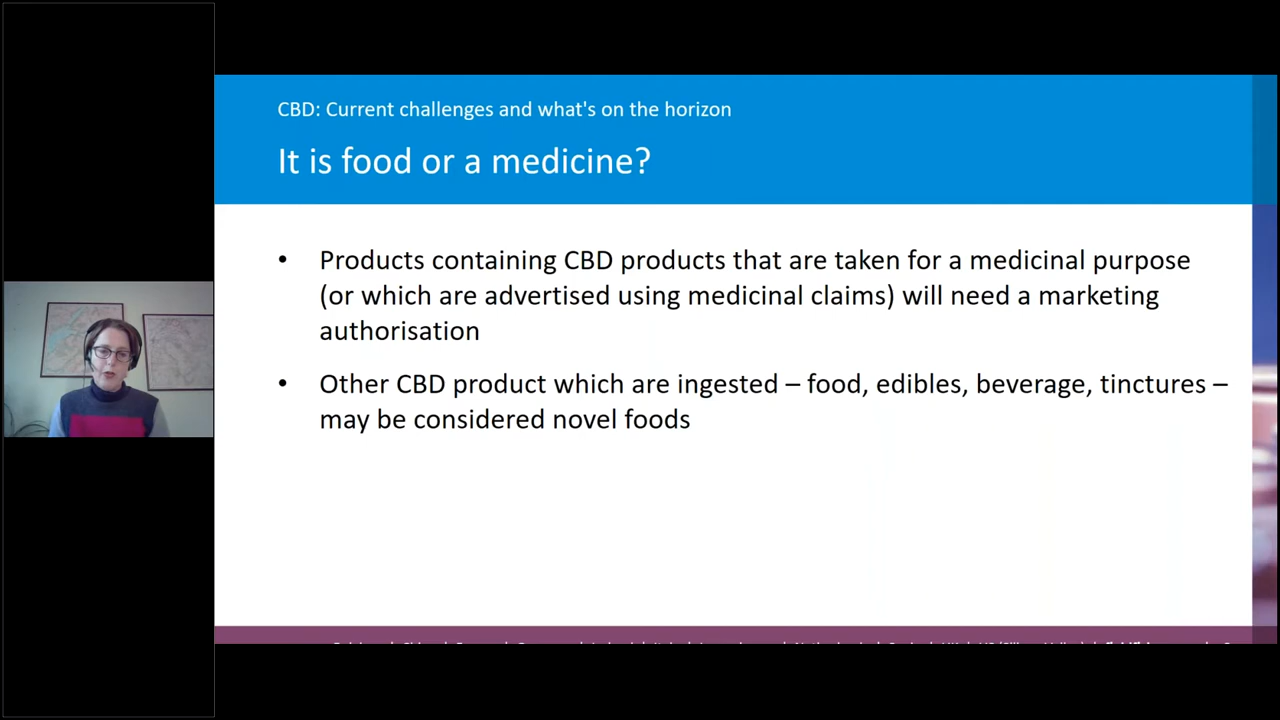 CBD: Current challenges and what's on the horizon
It is food or a medicine?
• Products containing CBD products that are taken for a medicinal purpose
(or which are advertised using medicinal claims) will need a marketing
authorisation
• Other CBD product which are ingested – food, edibles, beverage, tinctures –
may be considered novel foods